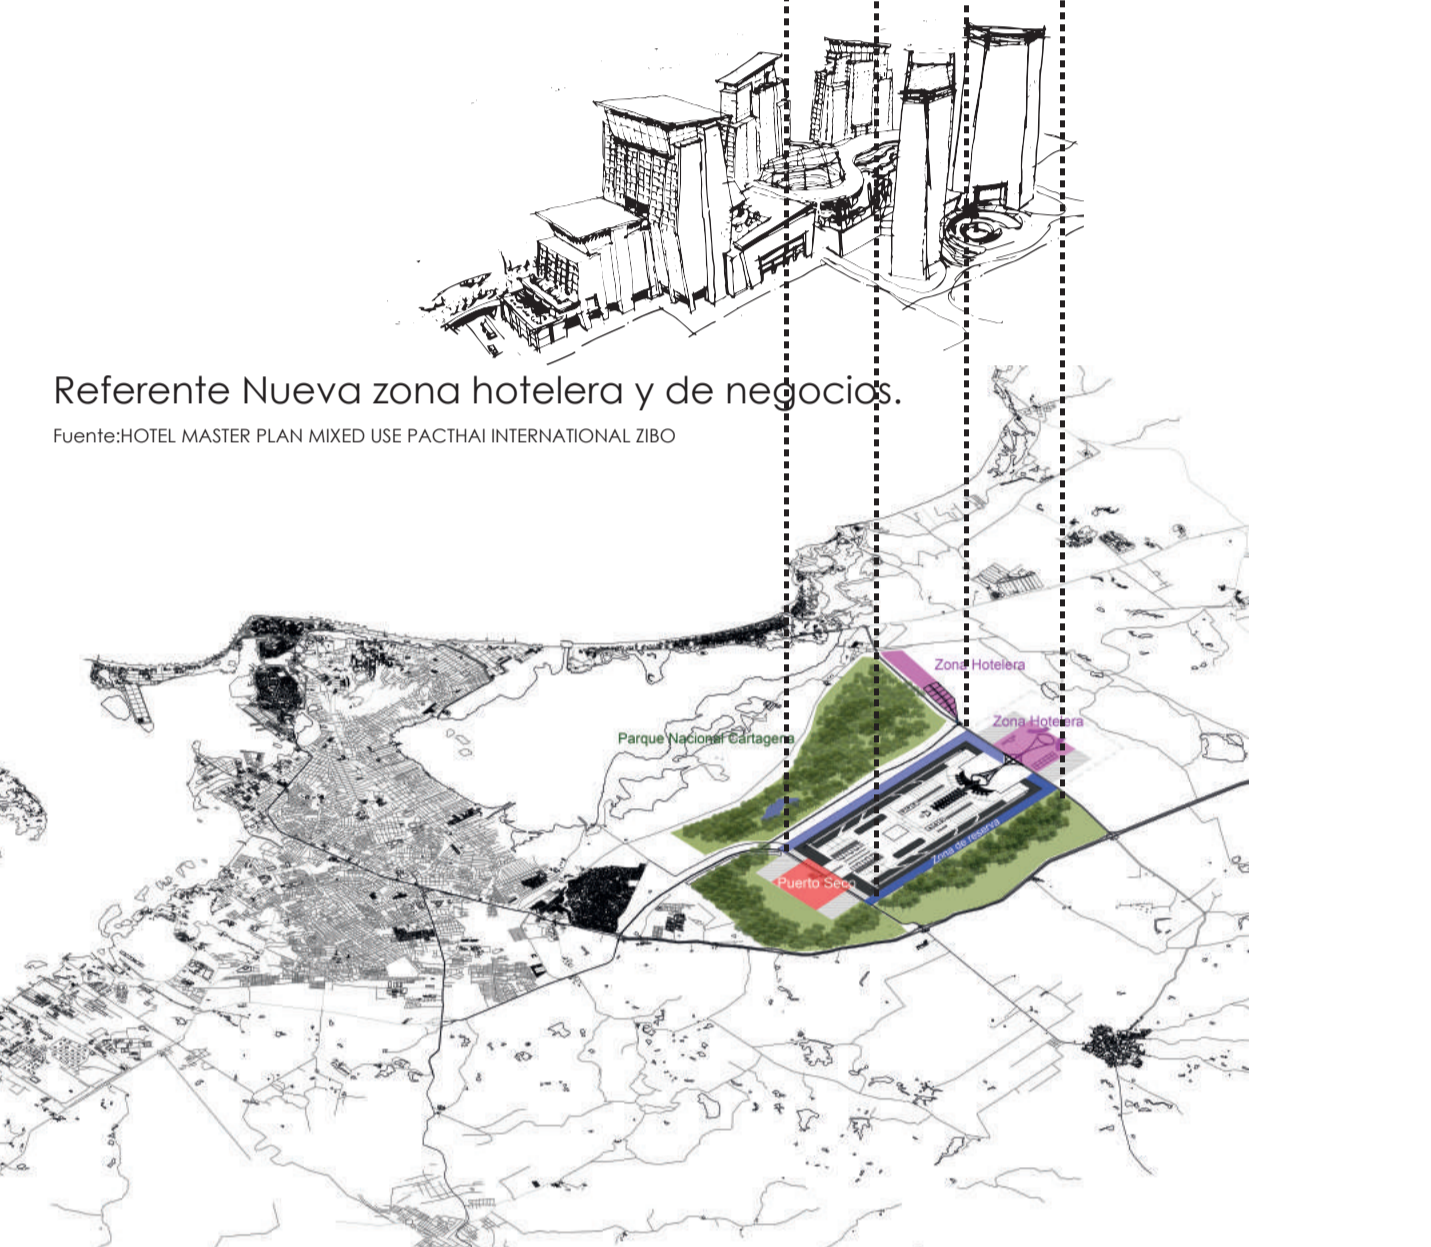 Referente Nueva zona hotelera y de negocios.
Fuente:HOTEL MASTER PLAN MIXED USE PACTHAI INTERNATIONAL ZIBO
Zona Hotelera
Zona Hotelera
Parque Nacional Cartagena
Zona de reserva
Puerto Seco